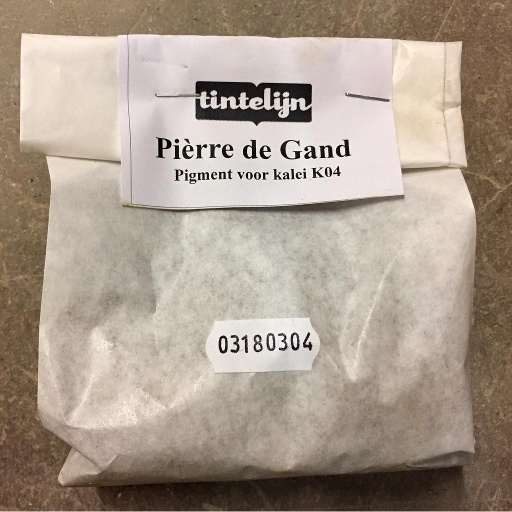 tintelijn
Pièrre de Gand
Pigment voor kalei K04
03180304